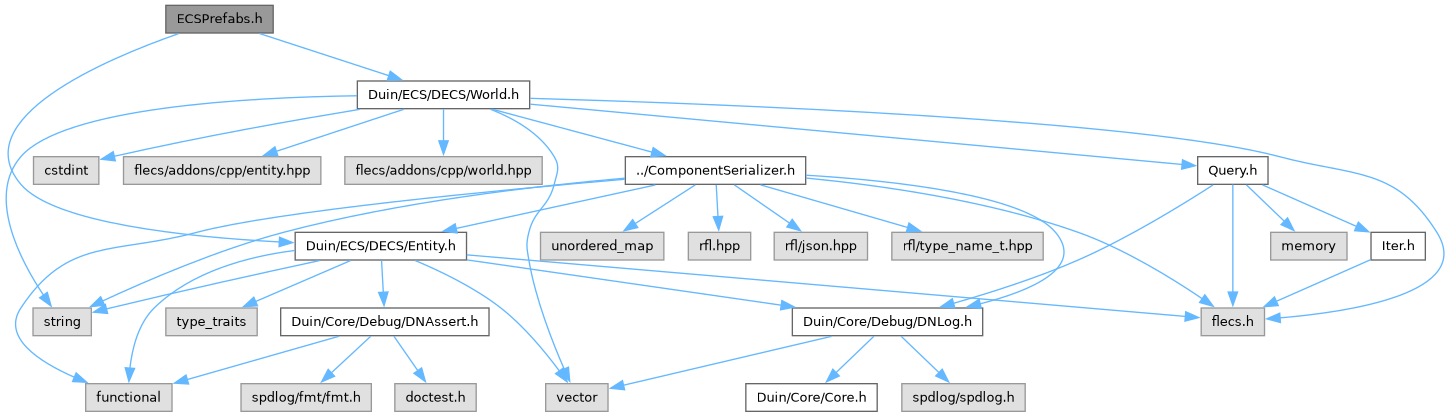 ECSPrefabs.h
Duin/ECS/DECS/World.h
cstdint
flecs/addons/cpp/entity.hpp
flecs/addons/cpp/world.hpp
../ComponentSerializer.h
Query.h
Duin/ECS/DECS/Entity.h
unordered_map
rfl.hpp
rfl/json.hpp
rfl/type_name_t.hpp
memory
Iter.h
string
type_traits
Duin/Core/Debug/DNAssert.h
Duin/Core/Debug/DNLog.h
flecs.h
functional
spdlog/fmt/fmt.h
doctest.h
vector
Duin/Core/Core.h
spdlog/spdlog.h